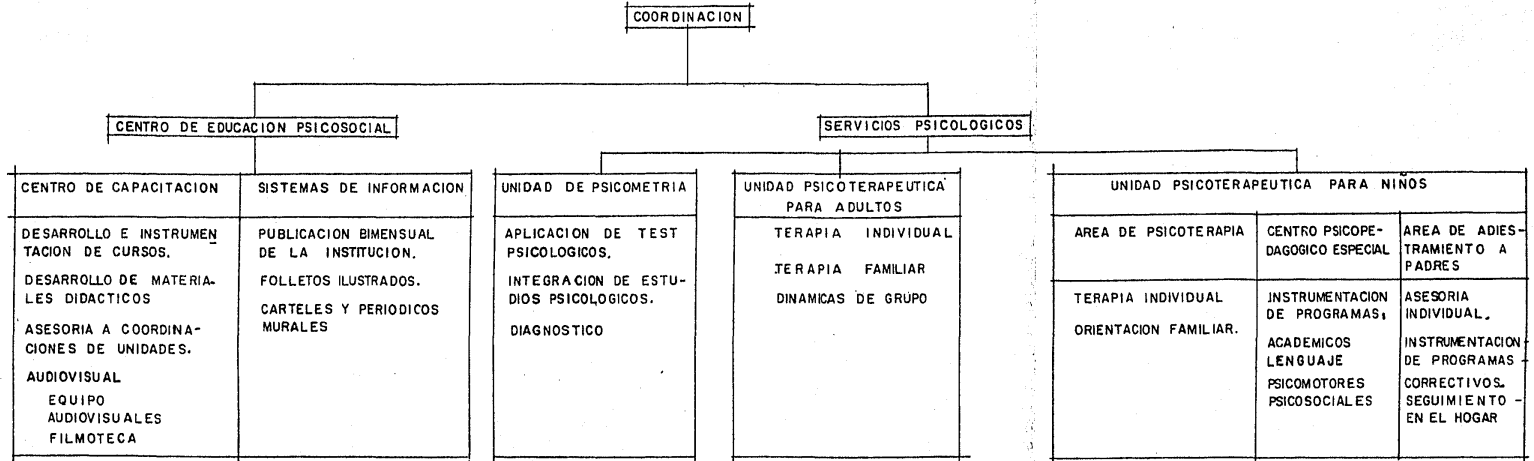 COORDINACION
CENTRO DE EDUCACION PSICOSOCIAL
SERVICIOS PSICOLOGICOS
CENTRO DE CAPACITACION
DESARROLLO E INSTRUMEN
TACION DE CURSOS.
DESARROLLO DE MATERIA-
LES DIDACTICOS
ASESORIA A COORDINA-
CIONES DE UNIDADES.
AUDIOVISUAL
EQUIPO
AUDIOVISUALES
FILMOTECA
SISTEMAS DE INFORMACION
PUBLICACION BIMENSUAL
DE LA INSTITUCION.
FOLLETOS ILUSTRADOS.
CARTELES Y PERIODICOS
MURALES
UNIDAD DE PSICOMETRIA
APLICACION DE TEST
PSICOLOGICOS.
INTEGRACION DE ESTU-
DIOS PSICOLOGICOS.
DIAGNOSTICO
UNIDAD PSICOTERAPEUTICA
PARA ADULTOS
TERAPIA INDIVIDUAL
TERAPIA FAMILIAR
DINAMICAS DE GRUPO
UNIDAD PSICOTERAPEUTICA PARA NIÑOS
AREA DE PSICOTERAPIA
TERAPIA INDIVIDUAL
ORIENTACION FAMILIAR.
CENTRO PSICOPE-
DAGOGICO ESPECIAL
INSTRUMENTACION
DE PROGRAMAS,
ACADEMICOS
LENGUAJE
PSICOMOTORES
PSICOSOCIALES
AREA DE ADIES-
TRAMIENTO A
PADRES
ASESORIA
INDIVIDUAL.
INSTRUMENTACION
DE PROGRAMAS -
CORRECTIVOS.
SEGUIMIENTO -
EN EL HOGAR